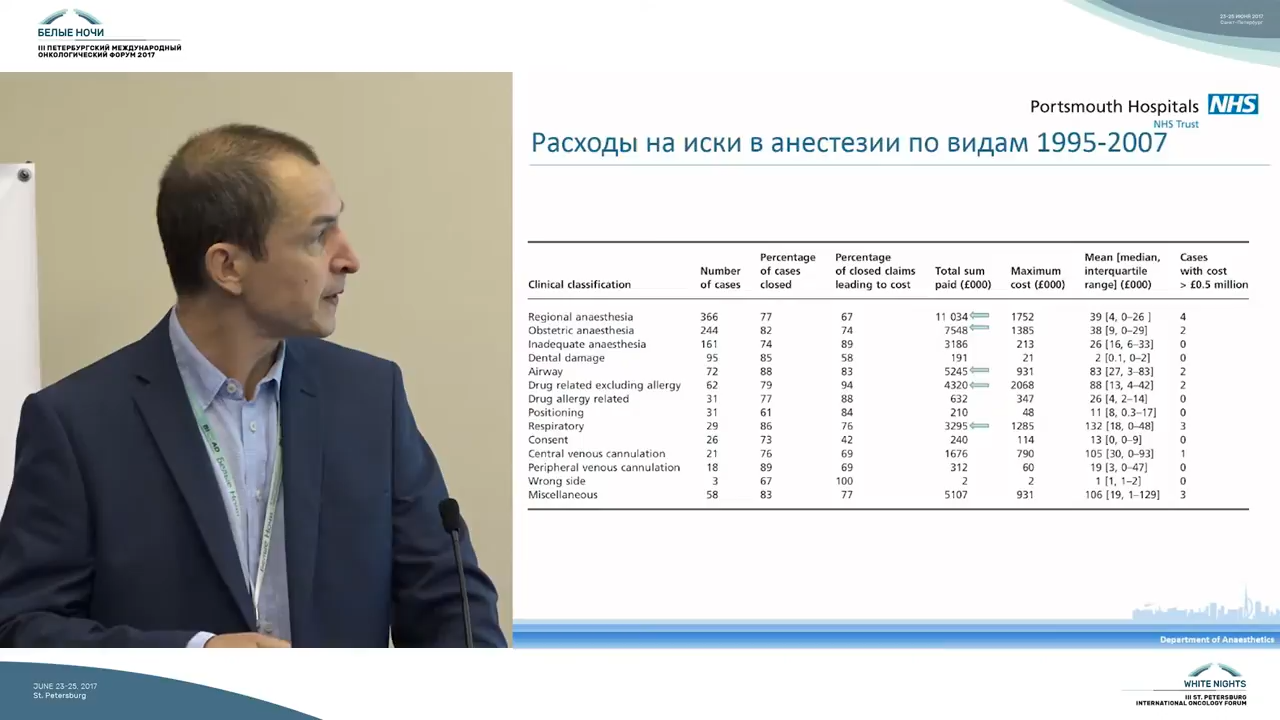 БЕЛЫЕ НОЧИ
III ПЕТЕРБУРГСКИЙ МЕЖДУНАРОДНЫЙ
ОНКОЛОГИЧЕСКИЙ ФОРУМ 2017
23-25 ИЮНЯ 2017
Санкт-Петербург
Portsmouth Hospitals NHS
NHS Trust
Расходы на иски в анестезии по видам 1995-2007
Clinical classification Number of cases Percentage of cases closed Percentage of closed claims leading to cost Total sum paid (£000) Maximum cost (£000) Mean [median, interquartile range] (£000) Cases with cost > £0.5 million
Regional anaesthesia 366 77 67 11 034 1752 39 [4, 0–26 ] 4
Obstetric anaesthesia 244 82 74 7548 1385 38 [9, 0–29] 2
Inadequate anaesthesia 161 74 89 3186 213 26 [16, 6–33] 0
Dental damage 95 85 58 191 21 2 [0.1, 0–2] 0
Airway 72 88 83 5245 931 83 [27, 3–83] 2
Drug related excluding allergy 62 79 94 4320 2068 88 [13, 4–42] 2
Drug allergy related 31 77 88 632 347 26 [4, 2–14] 0
Positioning 31 61 84 210 48 11 [8, 0.3–17] 0
Respiratory 29 86 76 3295 1285 132 [18, 0–48] 3
Consent 26 73 42 240 114 13 [0, 0–9] 0
Central venous cannulation 21 76 69 1676 790 105 [30, 0–93] 1
Peripheral venous cannulation 18 89 69 312 60 19 [3, 0–47] 0
Wrong side 3 67 100 2 2 1 [1, 1–2] 0
Miscellaneous 58 83 77 5107 931 106 [19, 1–129] 3
Department of Anaesthetics
JUNE 23-25, 2017
St. Petersburg
WHITE NIGHTS
III ST. PETERSBURG
INTERNATIONAL ONCOLOGY FORUM